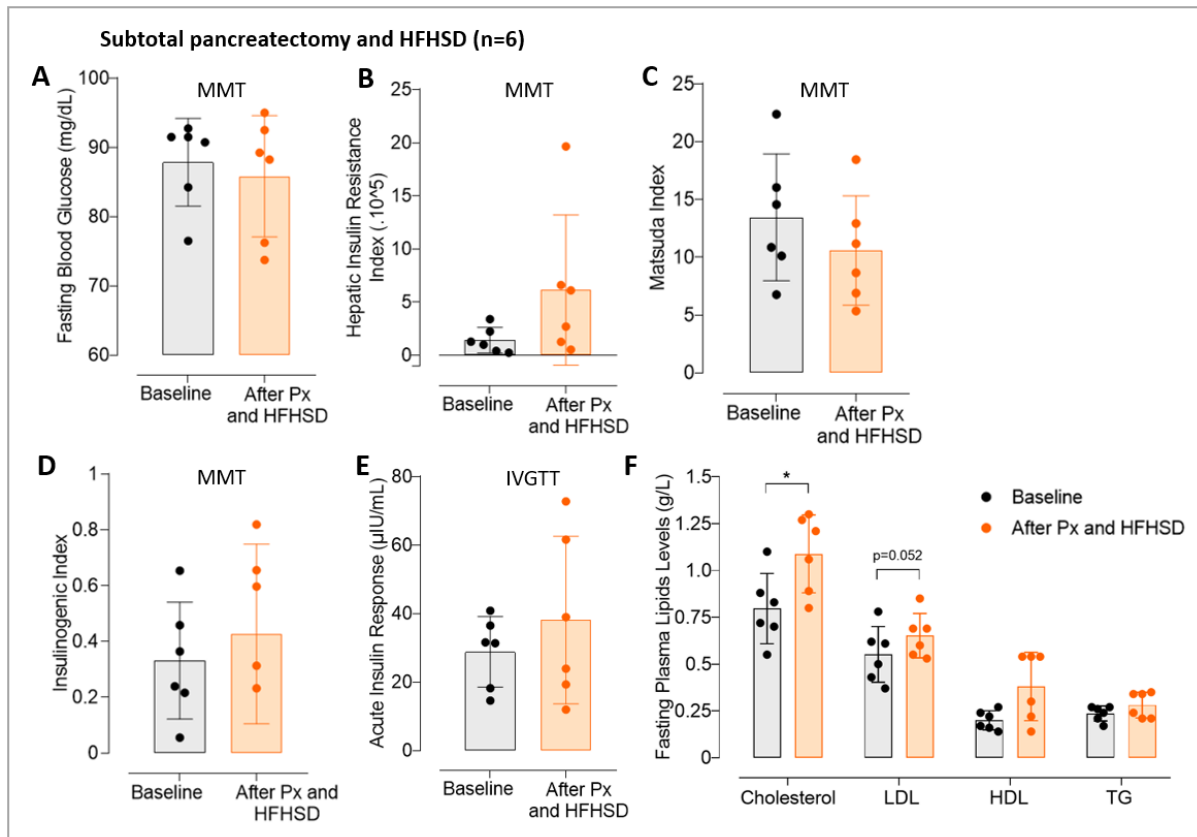 Subtotal pancreatectomy and HFHSD (n=6)
A
MMT
Fasting Blood Glucose (mg/dL)
100
90
80
70
60
Baseline
After Px
and HFHSD
B
MMT
Hepatic Insulin Resistance
Index (.10^5)
25
20
15
10
5
0
Baseline
After Px
and HFHSD
C
MMT
Matsuda Index
25
20
15
10
5
0
Baseline
After Px
and HFHSD
D
MMT
Insulinogenic Index
1
0.8
0.6
0.4
0.2
0
Baseline
After Px and
HFHSD
E
IVGTT
Acute Insulin Response (µIU/mL)
80
60
40
20
0
Baseline
After Px
and HFHSD
F
Fasting Plasma Lipids Levels (g/L)
1.5
1.25
1.0
0.75
0.5
0.25
0
*
p=0.052
Baseline
After Px and HFHSD
Cholesterol
LDL
HDL
TG